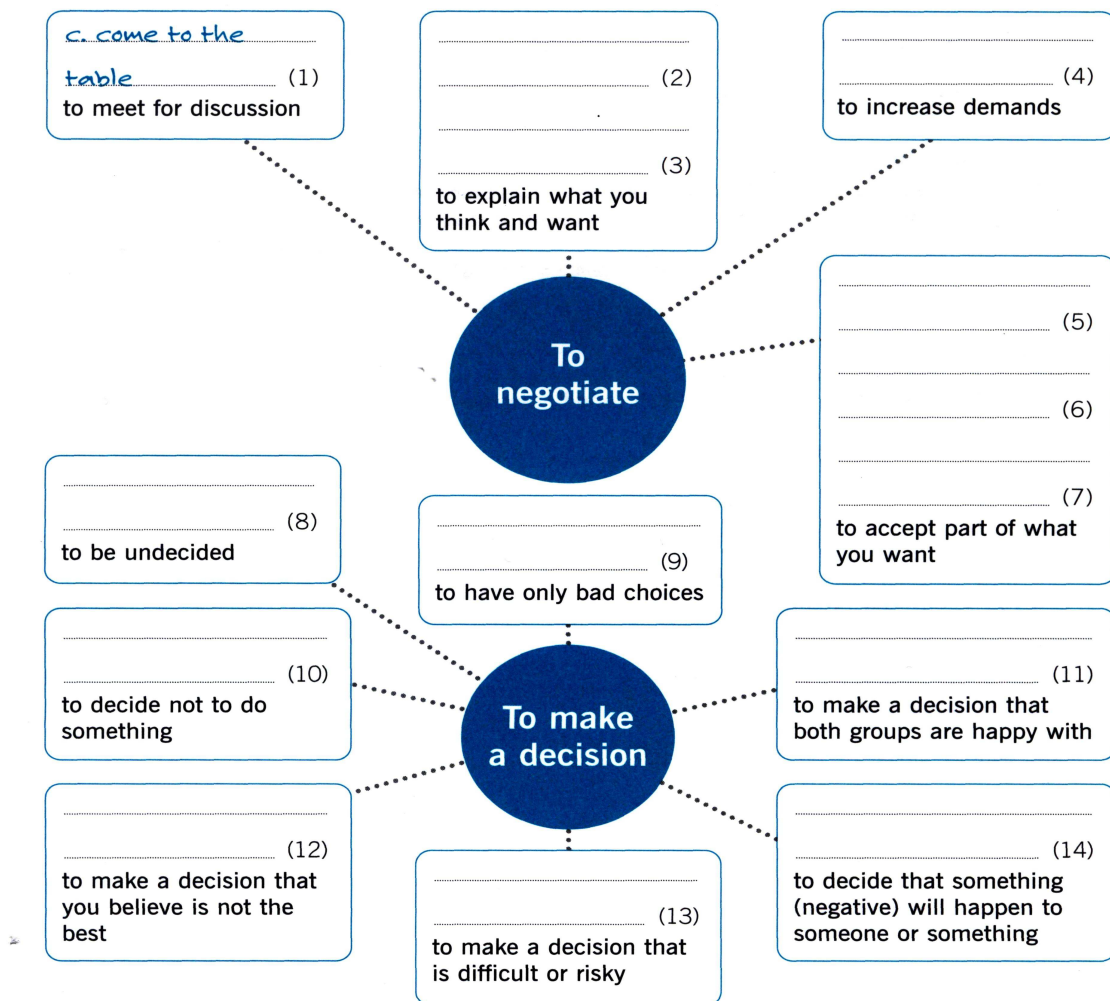 c. come to the
table (1)
to meet for discussion
(2)
(3)
to explain what you
think and want
(4)
to increase demands
To
negotiate
(5)
(6)
(7)
to accept part of what
you want
(8)
to be undecided
(9)
to have only bad choices
(10)
to decide not to do
something
To make
a decision
(11)
to make a decision that
both groups are happy with
(12)
to make a decision that
you believe is not the
best
(13)
to make a decision that
is difficult or risky
(14)
to decide that something
(negative) will happen to
someone or something